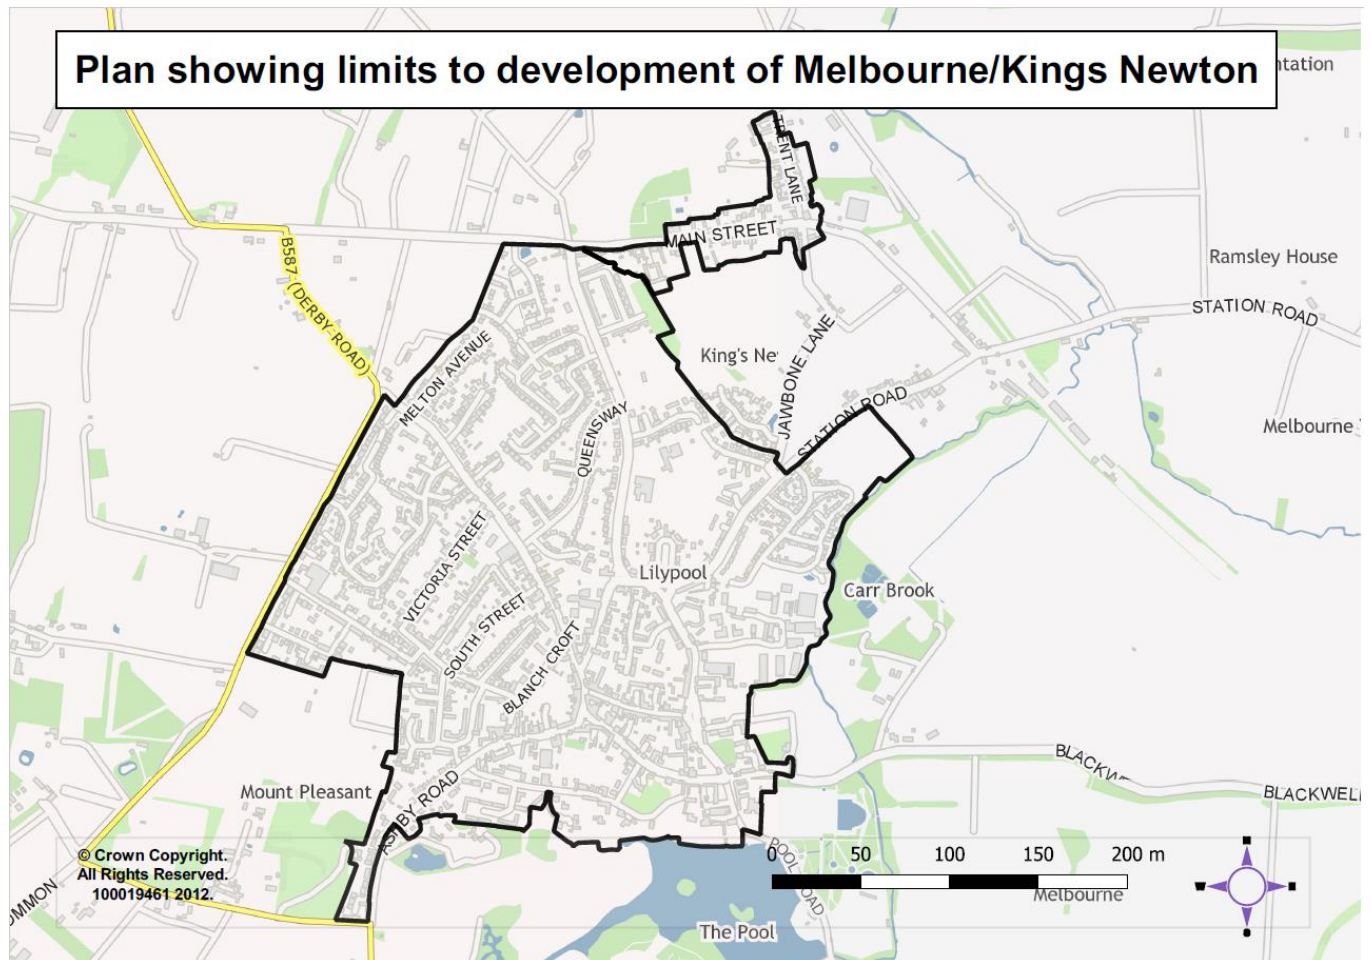 Plan showing limits to development of Melbourne/Kings Newton
ntation
TRENT LANE
MAIN STREET
B587 (DERBY ROAD)
Ramsley House
STATION ROAD
MELTON AVENUE
King's Ne
JAWBONE LANE
STATION ROAD
QUEENSWAY
Melbourne
VICTORIA STREET
Lilypool
Carr Brook
SOUTH STREET
BLANCH CROFT
BLACKW
BLACKWELL
Mount Pleasant
ASHBY ROAD
© Crown Copyright.
All Rights Reserved.
100019461 2012.
OMMON
POOL ROAD
0 50 100 150 200 m
Melbourne
The Pool